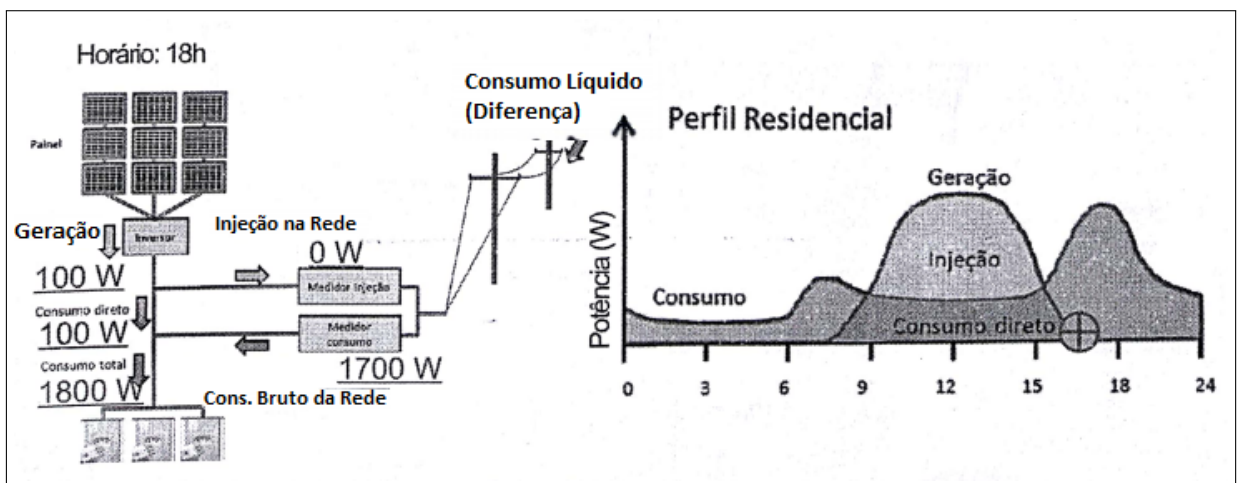 Horário: 18h
Painel
Geração
Inversor
100 W
Consumo direto
100 W
Consumo total
1800 W
Injeção na Rede
0 W
Medidor Injeção
Medidor
consumo
1700 W
Cons. Bruto da Rede
Consumo Líquido
(Diferença)
Perfil Residencial
Potência (W)
Geração
Injeção
Consumo
Consumo direto
0 3 6 9 12 15 18 24